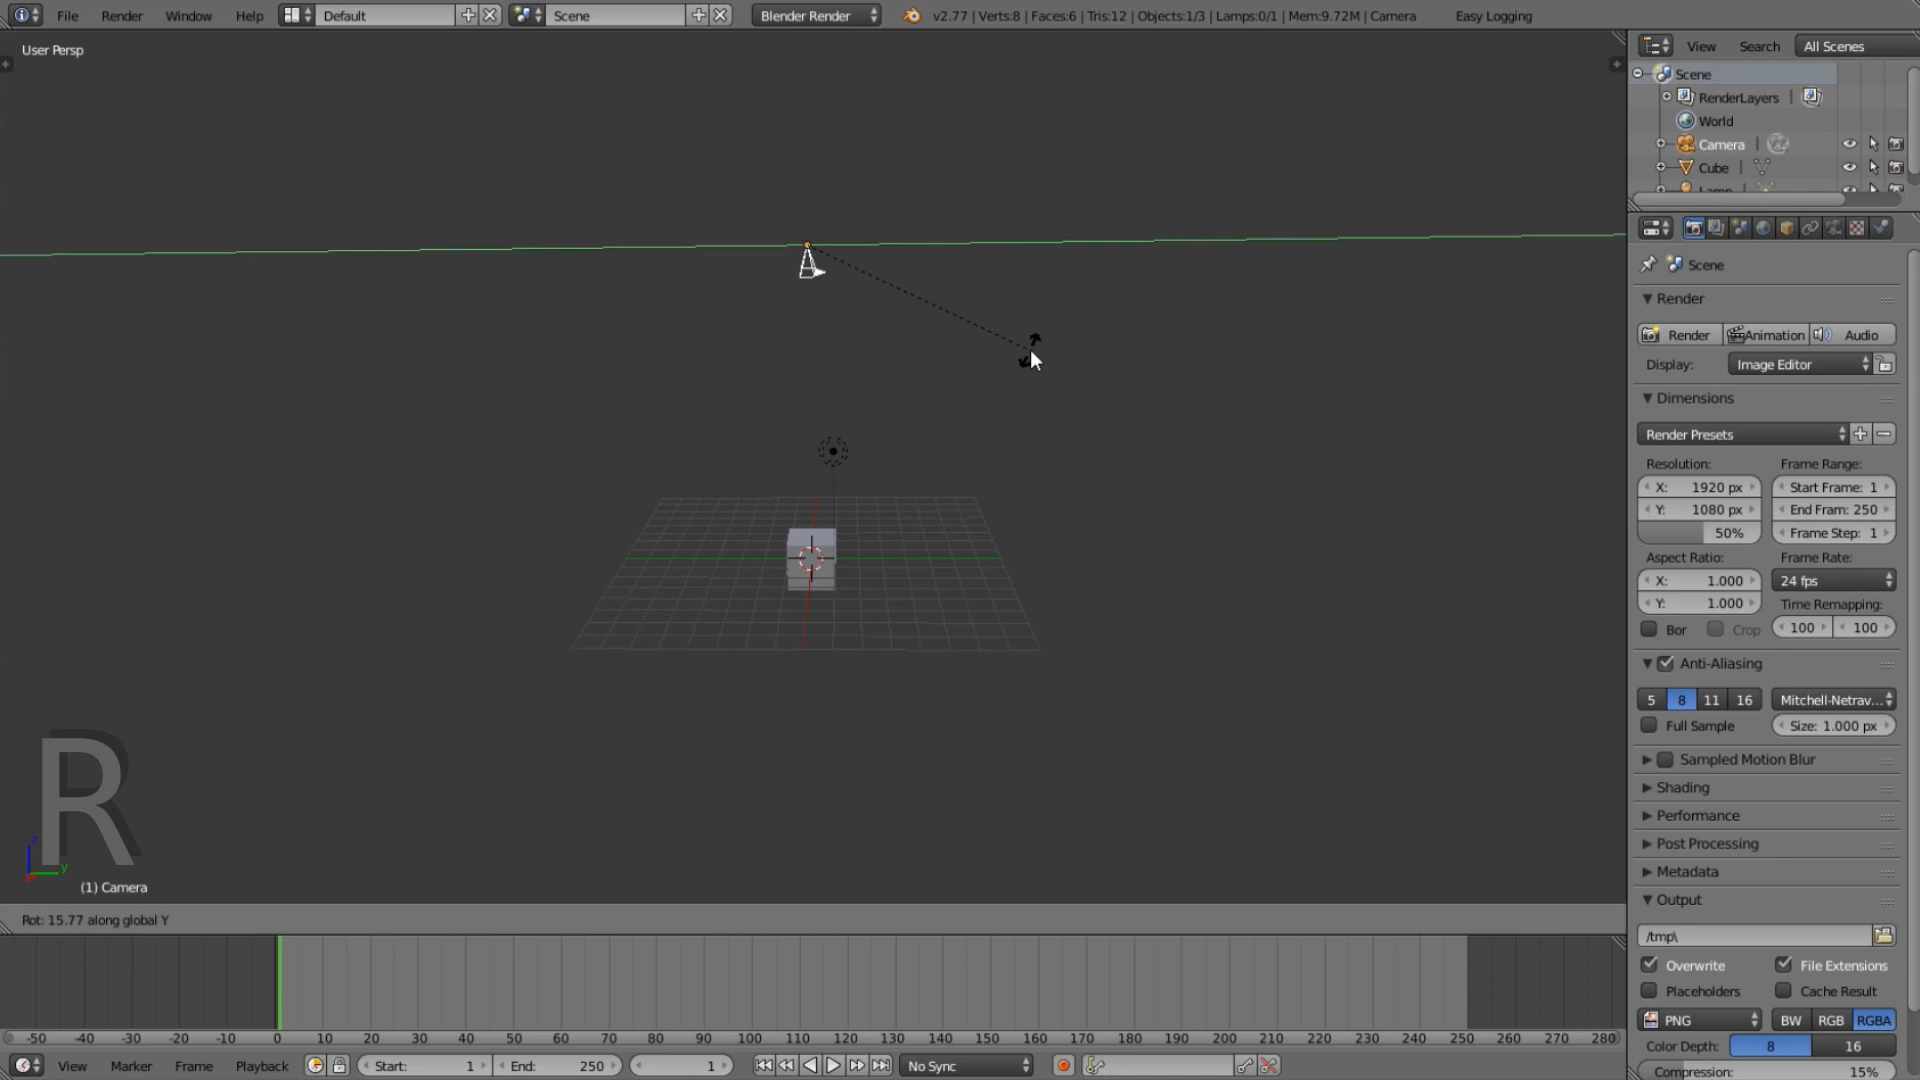 File Render Window Help Default Scene Blender Render v2.77 | Verts:8 | Faces:6 | Tris:12 | Objects:1/3 | Lamps:0/1 | Mem:9.72M | Camera Easy Logging
User Persp
View Search All Scenes
Scene
RenderLayers
World
Camera
Cube
Lamp
Scene
Render
Render Animation Audio
Display: Image Editor
Dimensions
Render Presets
Resolution: Frame Range:
X: 1920 px Start Frame: 1
Y: 1080 px End Fram: 250
50% Frame Step: 1
Aspect Ratio: Frame Rate:
X: 1.000 24 fps
Y: 1.000 Time Remapping:
Bor Crop 100 100
Anti-Aliasing
5 8 11 16 Mitchell-Netrav...
Full Sample Size: 1.000 px
Sampled Motion Blur
Shading
Performance
Post Processing
Metadata
Output
/tmp\
Overwrite File Extensions
Placeholders Cache Result
PNG BW RGB RGBA
Color Depth: 8 16
Compression: 15%
R
z
y
(1) Camera
Rot: 15.77 along global Y
-50 -40 -30 -20 -10 0 10 20 30 40 50 60 70 80 90 100 110 120 130 140 150 160 170 180 190 200 210 220 230 240 250 260 270 280
View Marker Frame Playback Start: 1 End: 250 1 No Sync